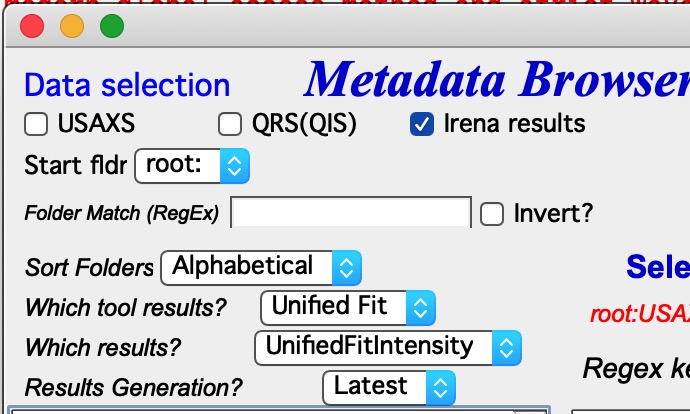 Data selection Metadata Browser
USAXS QRS(QIS) Irena results
Start fldr root:
Folder Match (RegEx) Invert?
Sort Folders Alphabetical
Which tool results? Unified Fit
Which results? UnifiedFitIntensity
Results Generation? Latest
Sele
root:USA
Regex ke